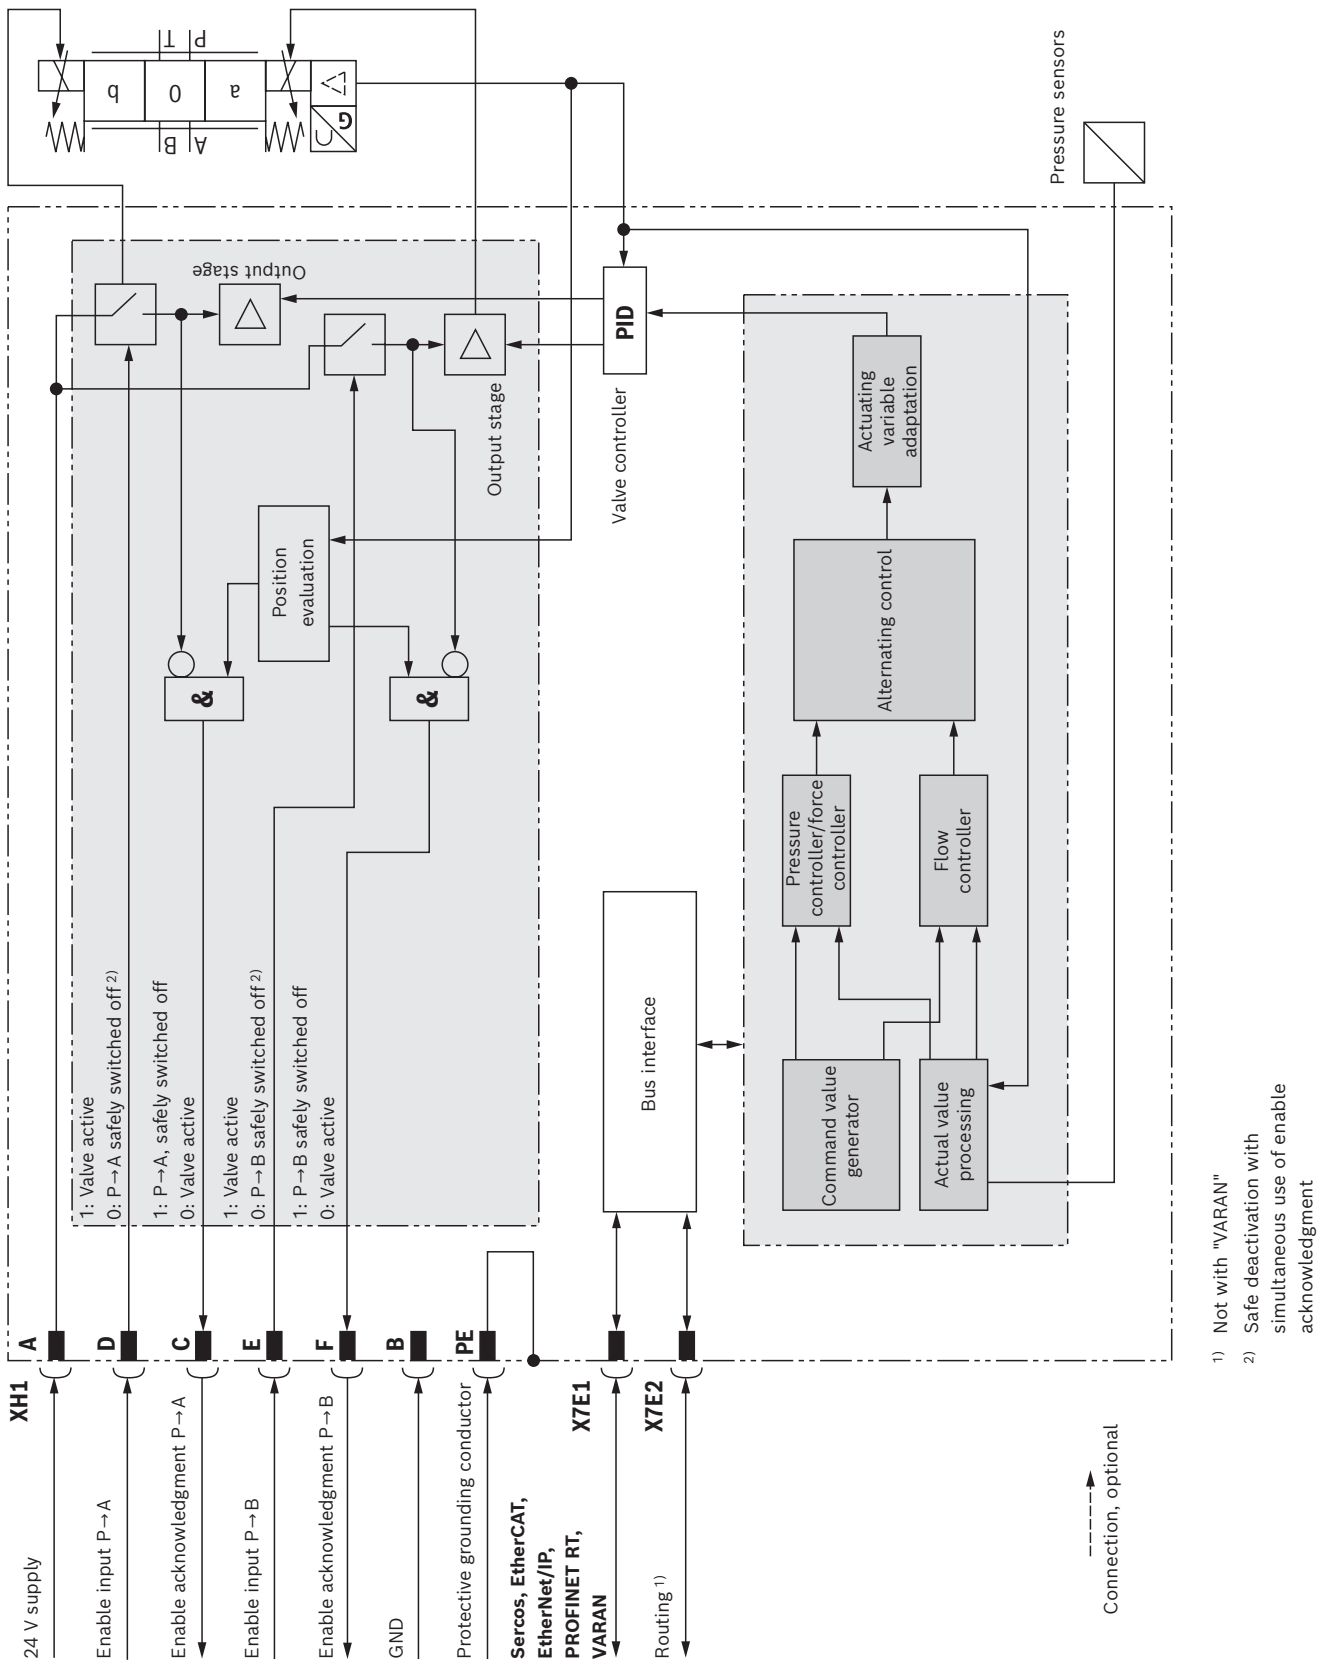 XH1
24 V supply
A
Enable input P→A
D
1: Valve active
0: P→A safely switched off 2)
Enable acknowledgment P→A
C
1: P→A, safely switched off
0: Valve active
Enable input P→B
E
1: Valve active
0: P→B safely switched off 2)
Enable acknowledgment P→B
F
1: P→B safely switched off
0: Valve active
GND
B
Protective grounding conductor
PE
Sercos, EtherCAT,
EtherNet/IP,
PROFINET RT,
VARAN
X7E1
Routing 1)
X7E2
Bus interface
&
&
Position
evaluation
Output stage
Output stage
PID
Valve controller
b
0
a
T
P
B
A
U
G
Command value
generator
Actual value
processing
Pressure
controller/force
controller
Flow
controller
Alternating control
Actuating
variable
adaptation
Pressure sensors
Connection, optional
1) Not with "VARAN"
2) Safe deactivation with
simultaneous use of enable
acknowledgment